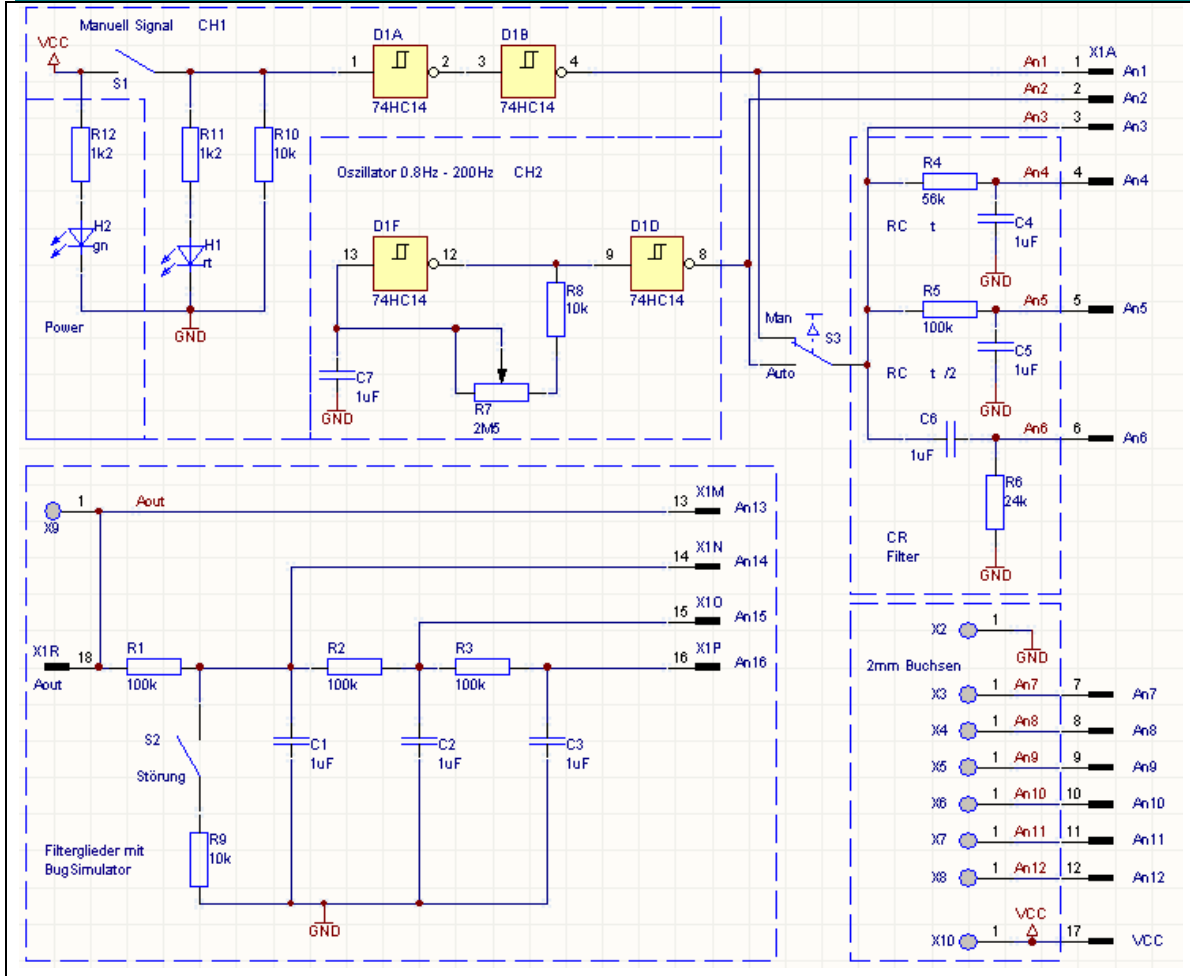 Manuell Signal CH1
VCC
S1
D1A
1
2
74HC14
D1B
3
4
74HC14
R12
1k2
R11
1k2
R10
10k
H2
gn
H1
rt
Power
GND
Oszillator 0.8Hz - 200Hz CH2
D1F
13
12
74HC14
D1D
9
8
74HC14
R8
10k
C7
1uF
GND
R7
2M5
Man
S3
Auto
X1A
An1 1 An1
An2 2 An2
An3 3 An3
R4
56k
An4 4 An4
RC t
C4
1uF
GND
R5
100k
An5 5 An5
RC t /2
C5
1uF
GND
C6
1uF
An6 6 An6
R6
24k
CR
Filter
GND
X9
1
Aout
13 X1M An13
14 X1N An14
15 X1O An15
16 X1P An16
X1R
18
Aout
R1
100k
R2
100k
R3
100k
S2
Störung
C1
1uF
C2
1uF
C3
1uF
R9
10k
Filterglieder mit
BugSimulator
GND
X2 1
GND
2mm Buchsen
X3 1 An7 7 An7
X4 1 An8 8 An8
X5 1 An9 9 An9
X6 1 An10 10 An10
X7 1 An11 11 An11
X8 1 An12 12 An12
VCC
X10 1 17 VCC